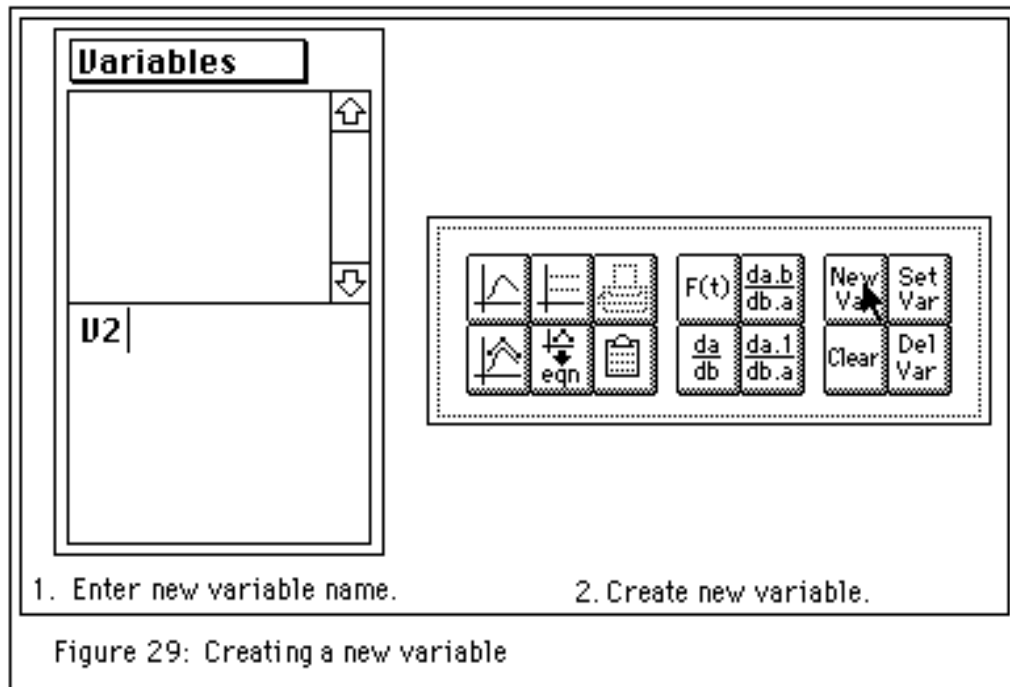 Variables
V2
eqn
F(t)
da.b
db.a
da
db
da.1
db.a
New
Var
Set
Var
Clear
Del
Var
1. Enter new variable name.
2. Create new variable.
Figure 29: Creating a new variable